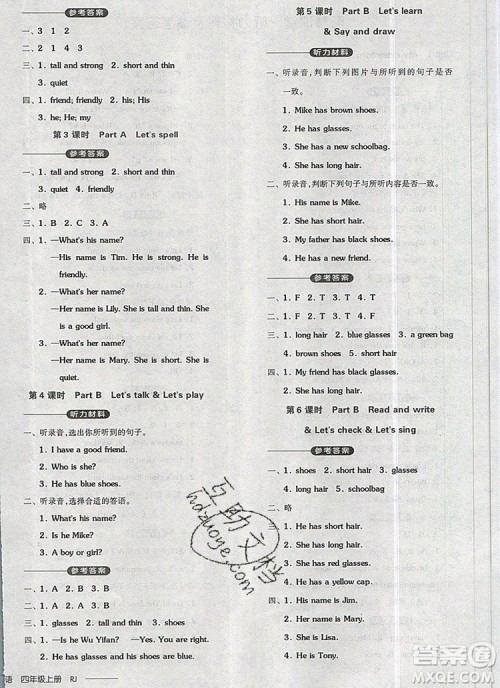 参考答案
一、3 1 2
二、2 1 4 3
三、1. tall and strong 2. short and thin
3. quiet
四、1. friend; friendly 2. his; His
3. he; He; my
第 3 课时 Part A Let's spell
参考答案
一、1. tall and strong 2. short and thin
3. quiet 4. friendly
二、略
三、1. B 2. C 3. A
四、1. —What's his name?
—His name is Tim. He is strong. He is
friendly.
2. —What's her name?
—Her name is Lily. She is thin. She
is a good girl.
3. —What's her name?
—Her name is Mary. She is short.
She is quiet.
第 4 课时 Part B Let's talk & Let's play
听力材料
一、听录音,选出你所听到的句子。
1. I have a good friend.
2. Who is she?
3. He has blue shoes.
二、听录音,选择合适的答语。
1. What's his name?
2. Is he Mike?
3. A boy or girl?
参考答案
一、1. A 2. B 3. B
二、1. A 2. A 3. A
三、1. B 2. A 3. B
四、1. —Is he Wu Yifan? —Yes. You're right.
语 四年级上册 RJ
第 5 课时 Part B Let's learn
& Say and draw
听力材料
一、听录音,判断下列图片与所听到的句子是否
一致。
1. Mike has brown shoes.
2. He has glasses.
3. She has a new schoolbag.
4. She has long hair.
二、听录音,判断下列句子与所听内容是否一致。
1. His name is Mike.
2. She has short hair.
3. My father has black shoes.
4. He has a new friend.
参考答案
一、1. F 2. T 3. T 4. F
二、1. F 2. T 3. F 4. T
三、1. long hair 2. blue glasses 3. a green bag
4. brown shoes 5. short hair
四、1. My friend has black glasses.
2. She has long hair.
第 6 课时 Part B Read and write
& Let's check & Let's sing
参考答案
一、1. shoes 2. short hair 3. glasses
4. long hair 5. schoolbag
二、略
三、1. He has brown shoes.
2. She has short hair.
3. She has long hair.
4. She has red glasses.
5. He has a yellow cap.
四、1. His name is Jim.
2. Her name is Mary.
3. He has glasses.
4. She has long hair.
互助文档
hdzuoye.com
答案圈
MXQE.COM